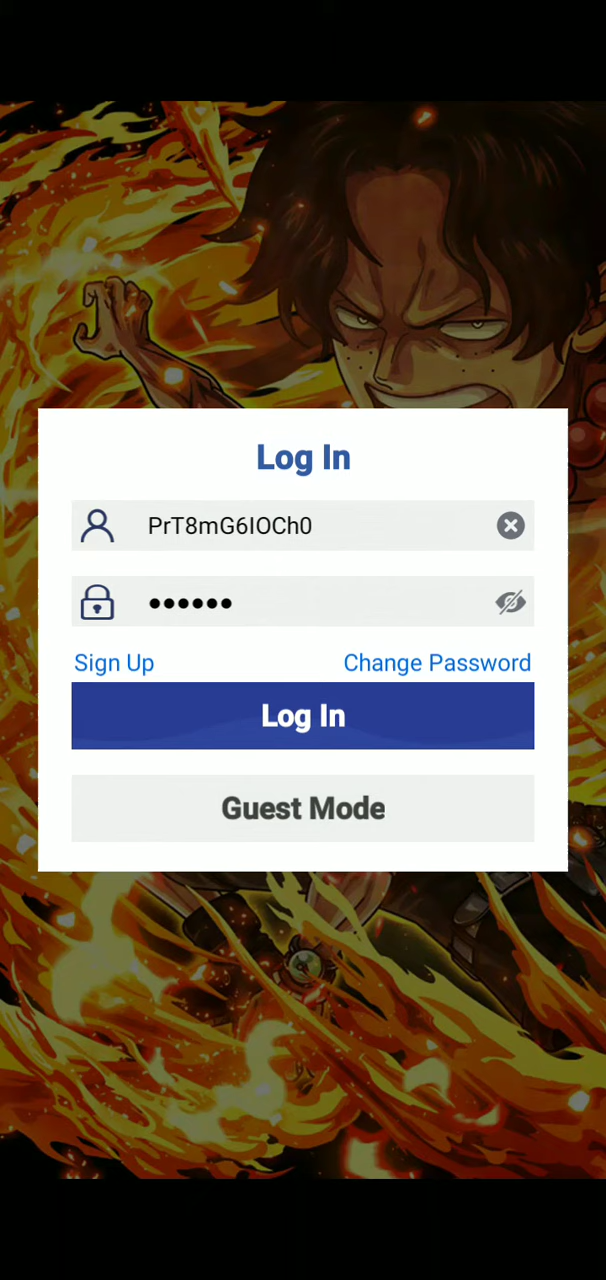 Log In
PrT8mG6IOCh0
••••••
Sign Up
Change Password
Log In
Guest Mode